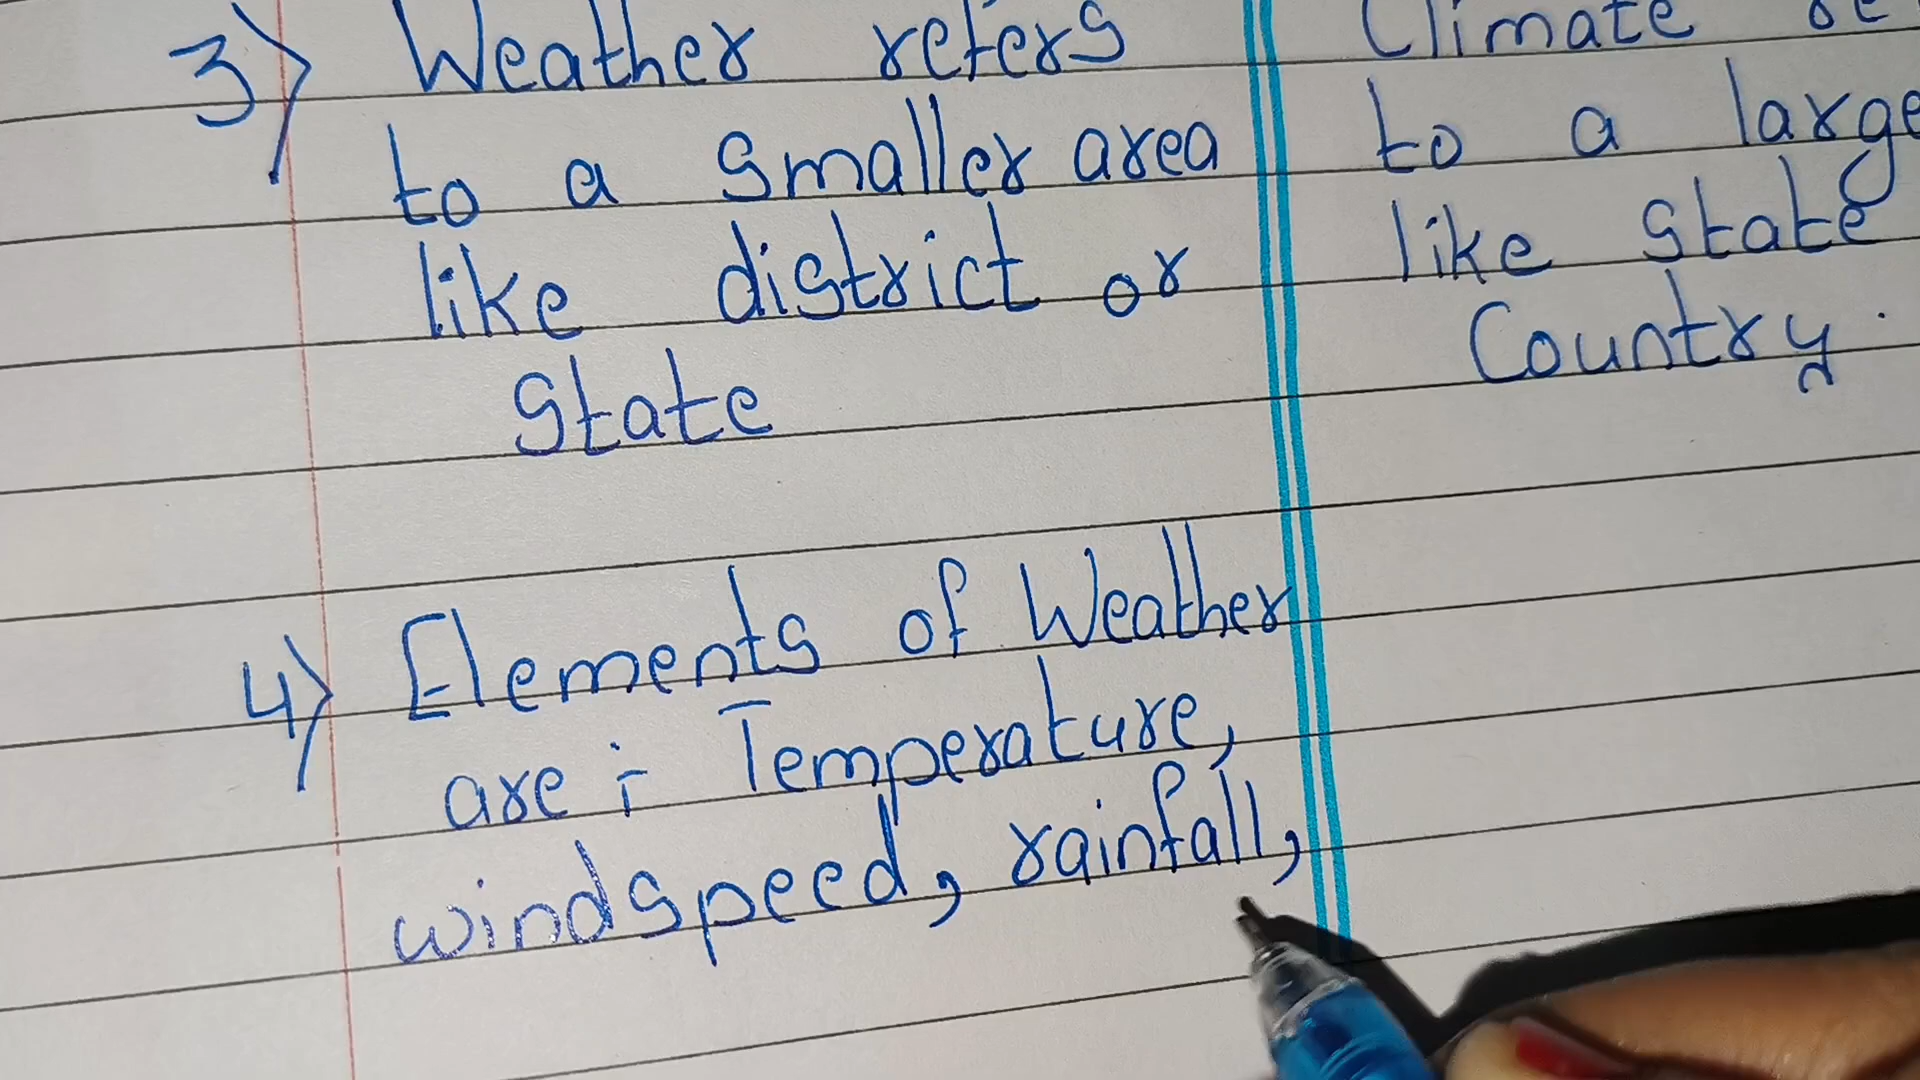 3) Weather refers
to a smaller area
like district or
State
4) Elements of Weather
are :- Temperature,
windspeed, rainfall,
Climate
to a large
like State
Country.